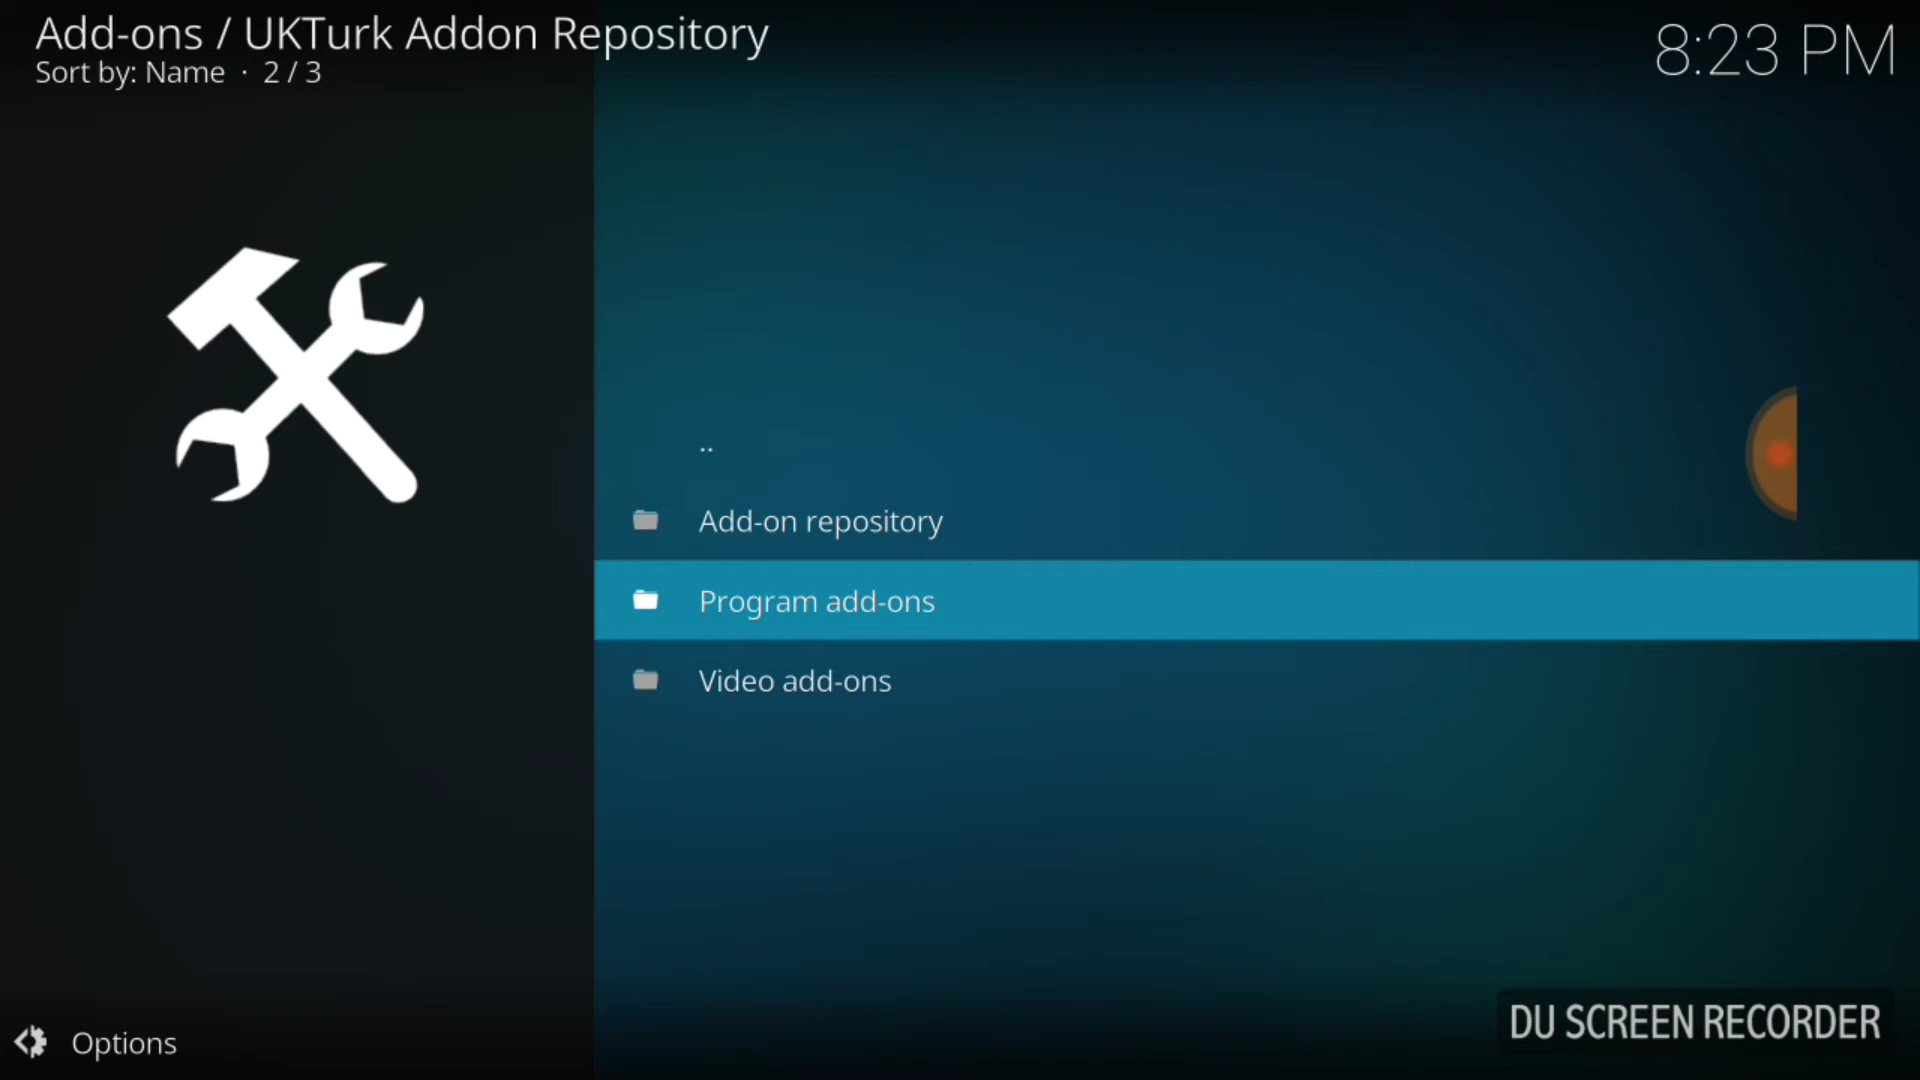 Add-ons / UKTurk Addon Repository
Sort by: Name · 2 / 3
8:23 PM
..
Add-on repository
Program add-ons
Video add-ons
Options
DU SCREEN RECORDER